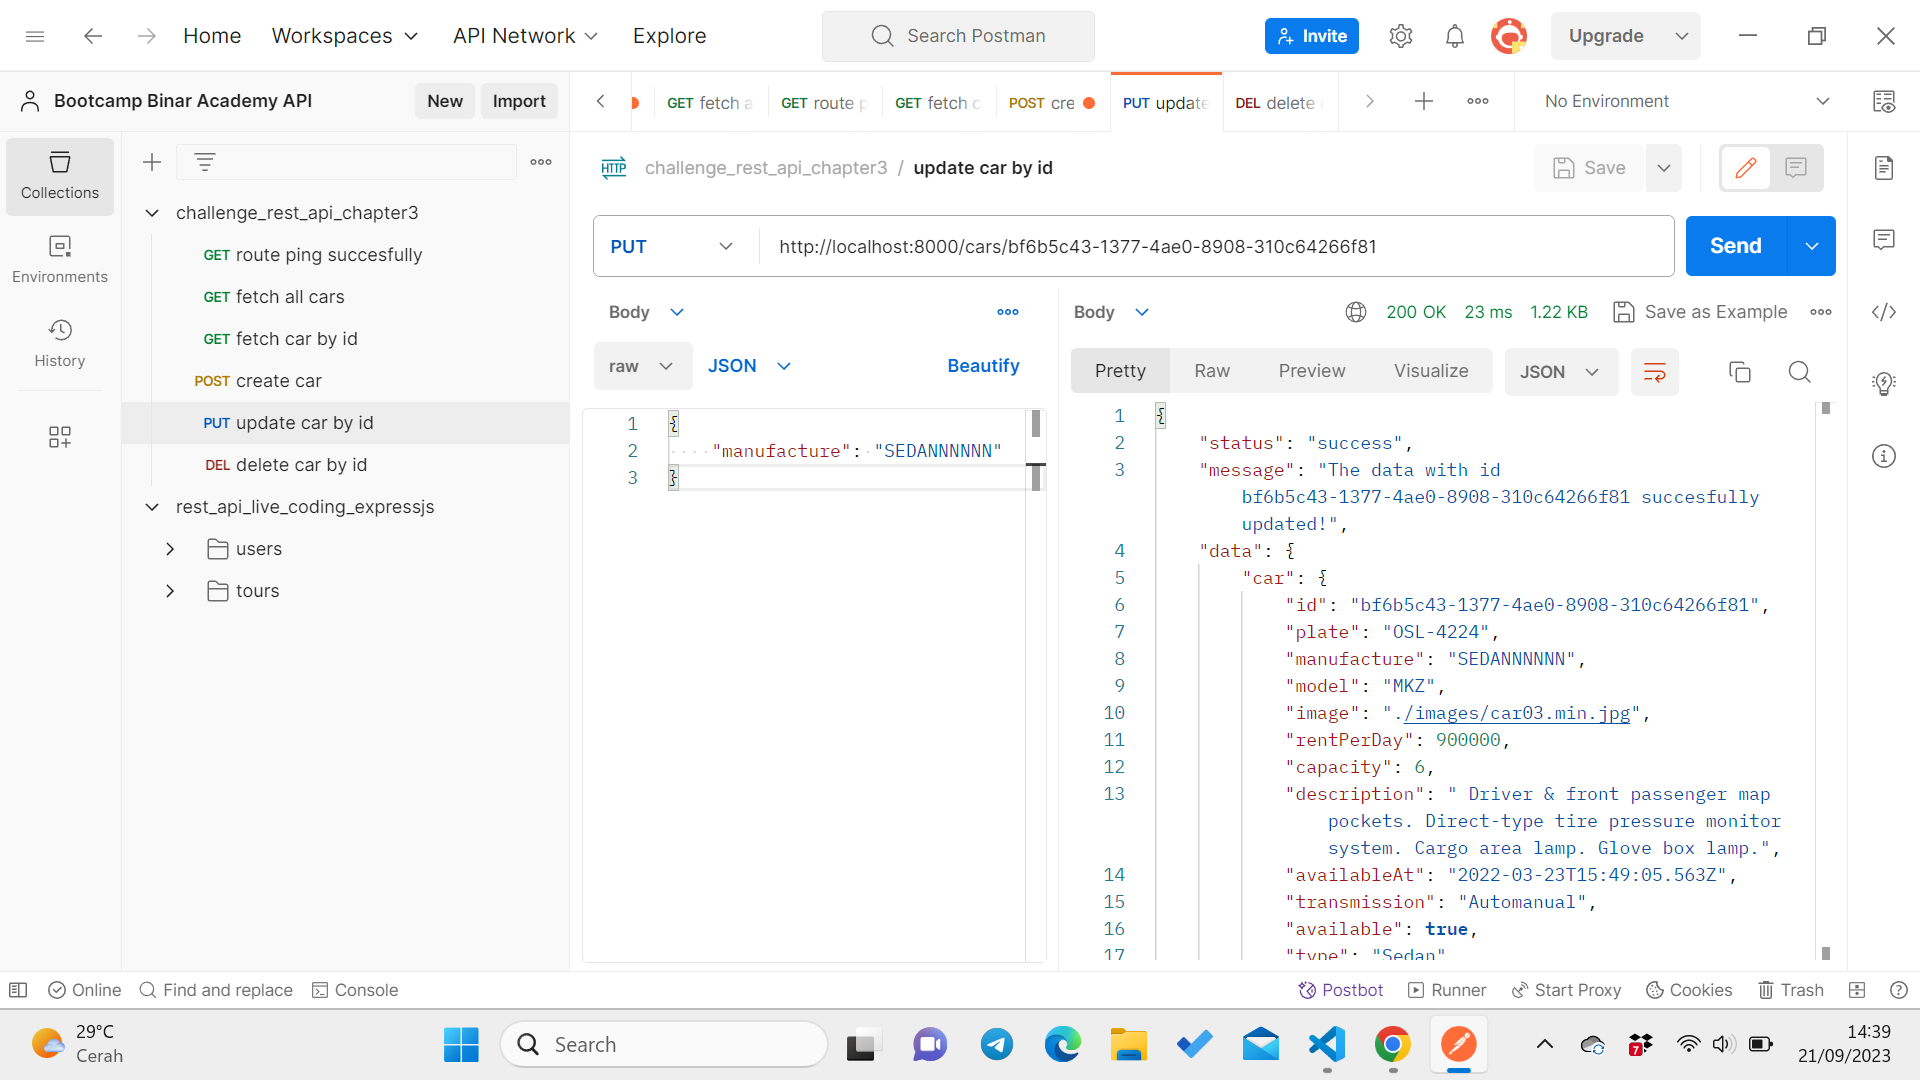 Home
Workspaces
API Network
Explore
Search Postman
Invite
Upgrade
Bootcamp Binar Academy API
New
Import
GET fetch a
GET route p
GET fetch c
POST cre
PUT update
DEL delete
No Environment
Collections
Environments
History
challenge_rest_api_chapter3
GET route ping succesfully
GET fetch all cars
GET fetch car by id
POST create car
PUT update car by id
DEL delete car by id
rest_api_live_coding_expressjs
users
tours
HTTP challenge_rest_api_chapter3 / update car by id
Save
PUT
http://localhost:8000/cars/bf6b5c43-1377-4ae0-8908-310c64266f81
Send
Body
raw
JSON
Beautify
1 {
2 "manufacture": "SEDANNNNNN"
3 }
Body
200 OK 23 ms 1.22 KB
Save as Example
Pretty
Raw
Preview
Visualize
JSON
1 {
2 "status": "success",
3 "message": "The data with id
bf6b5c43-1377-4ae0-8908-310c64266f81 succesfully
updated!",
4 "data": {
5 "car": {
6 "id": "bf6b5c43-1377-4ae0-8908-310c64266f81",
7 "plate": "OSL-4224",
8 "manufacture": "SEDANNNNNN",
9 "model": "MKZ",
10 "image": "./images/car03.min.jpg",
11 "rentPerDay": 900000,
12 "capacity": 6,
13 "description": " Driver & front passenger map
pockets. Direct-type tire pressure monitor
system. Cargo area lamp. Glove box lamp.",
14 "availableAt": "2022-03-23T15:49:05.563Z",
15 "transmission": "Automanual",
16 "available": true,
17 "type": "Sedan"
Online
Find and replace
Console
Postbot
Runner
Start Proxy
Cookies
Trash
29°C
Cerah
Search
7
14:39
21/09/2023